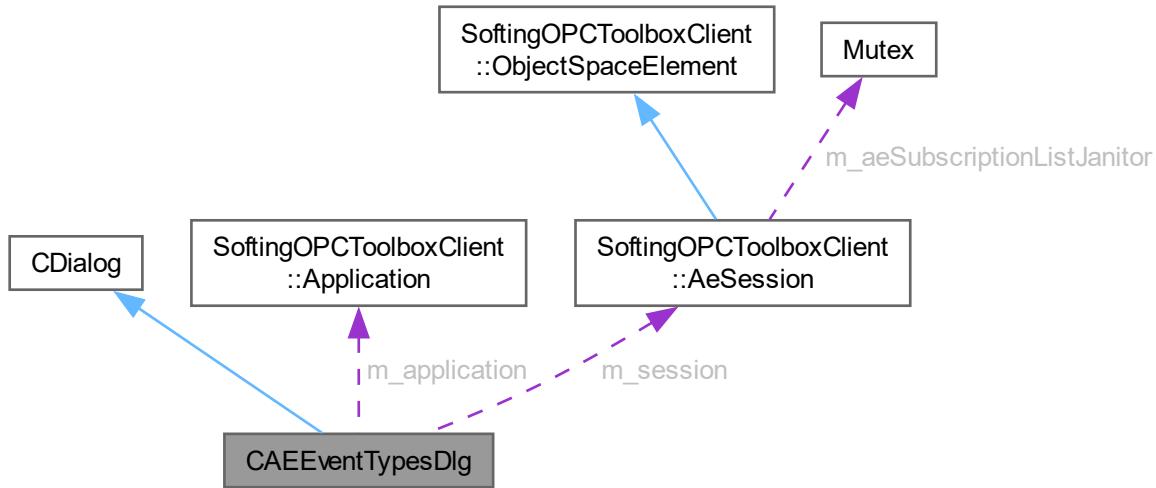 SoftingOPCToolboxClient
::ObjectSpaceElement
Mutex
m_aeSubscriptionListJanitor
CDialog
SoftingOPCToolboxClient
::Application
SoftingOPCToolboxClient
::AeSession
m_application
m_session
CAEEventTypesDlg